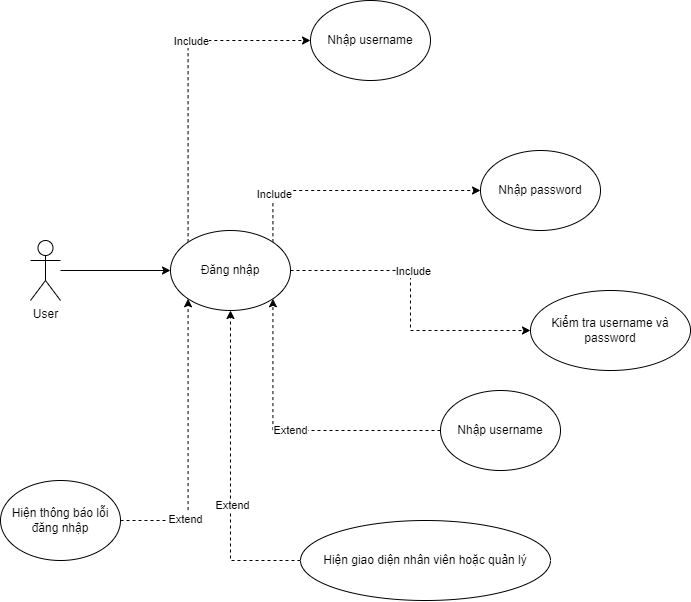 Include
Nhập username
Include
Nhập password
Đăng nhập
Include
User
Kiểm tra username và
password
Extend
Nhập username
Extend
Hiện thông báo lỗi
đăng nhập
Extend
Hiện giao diện nhân viên hoặc quản lý